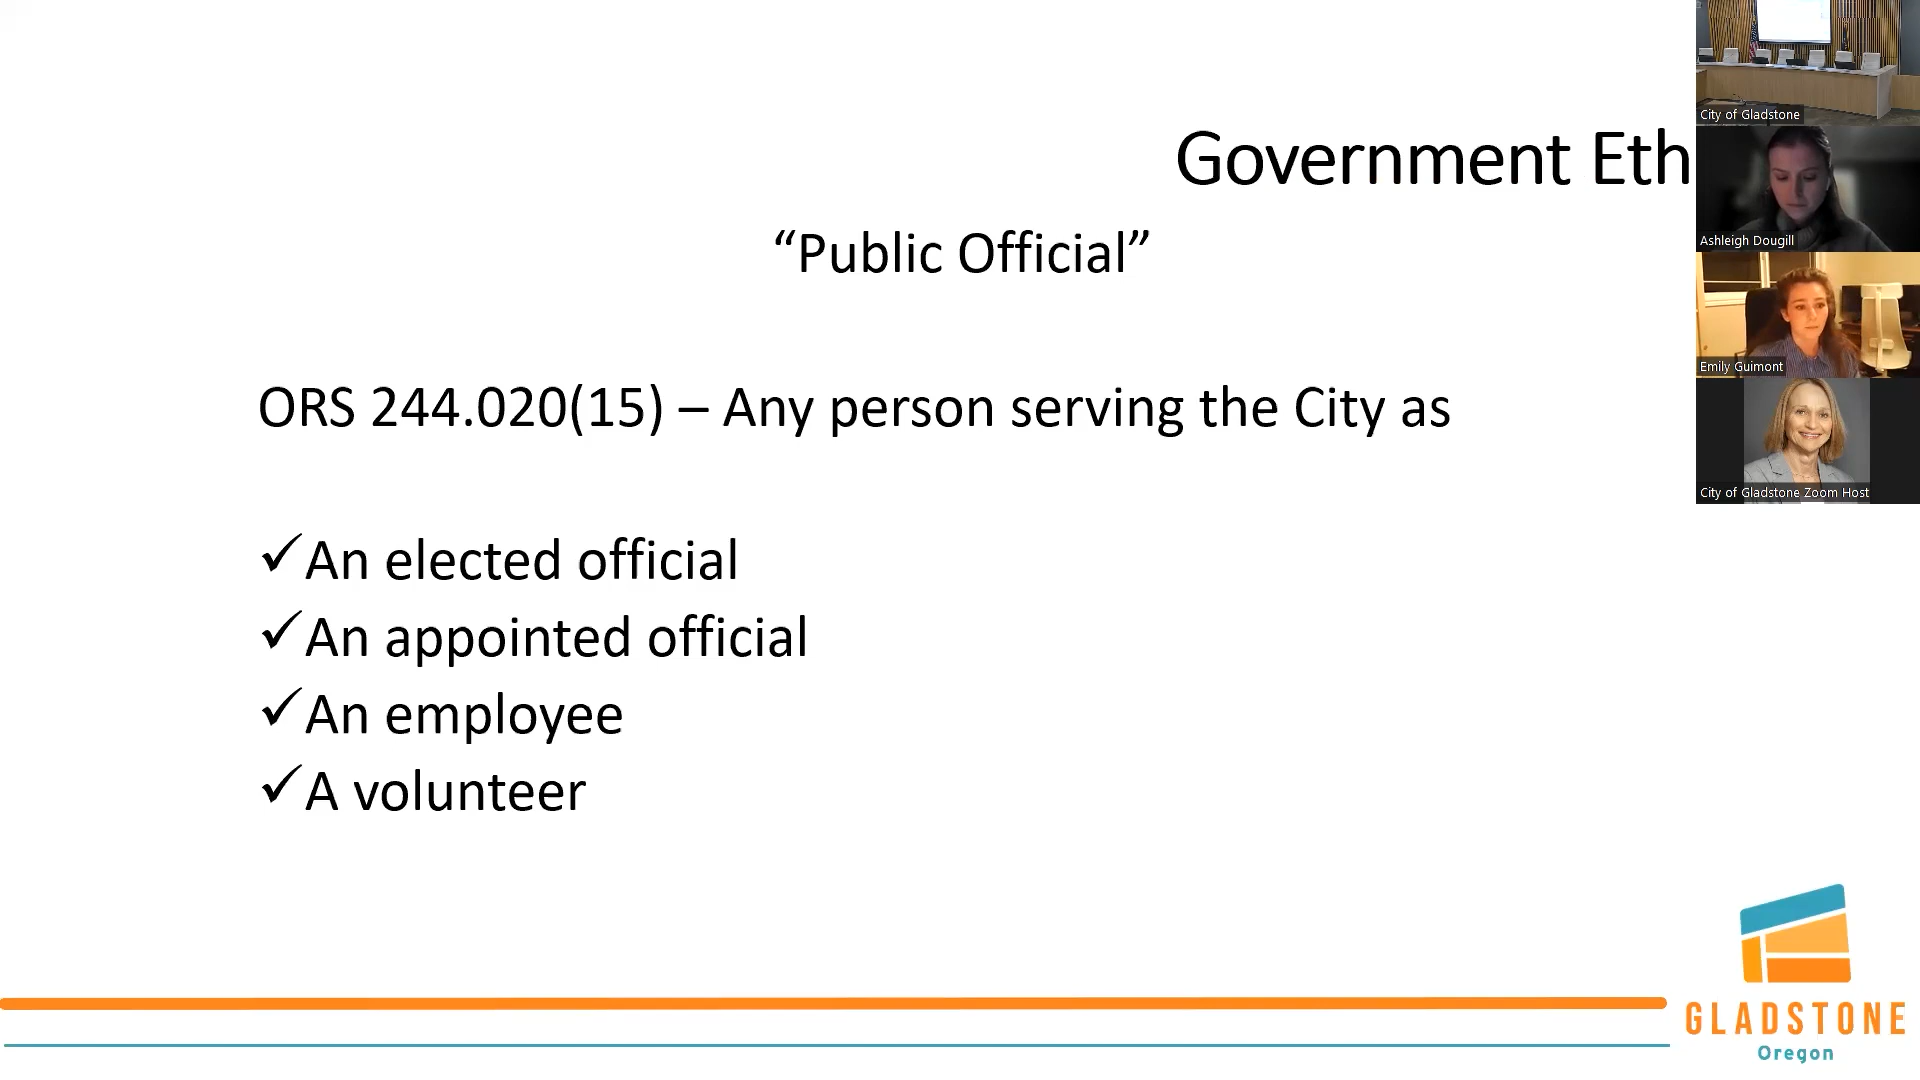 Government Eth
“Public Official”
ORS 244.020(15) – Any person serving the City as
✓An elected official
✓An appointed official
✓An employee
✓A volunteer
City of Gladstone
Ashleigh Dougill
Emily Guimont
City of Gladstone Zoom Host
GLADSTONE
Oregon